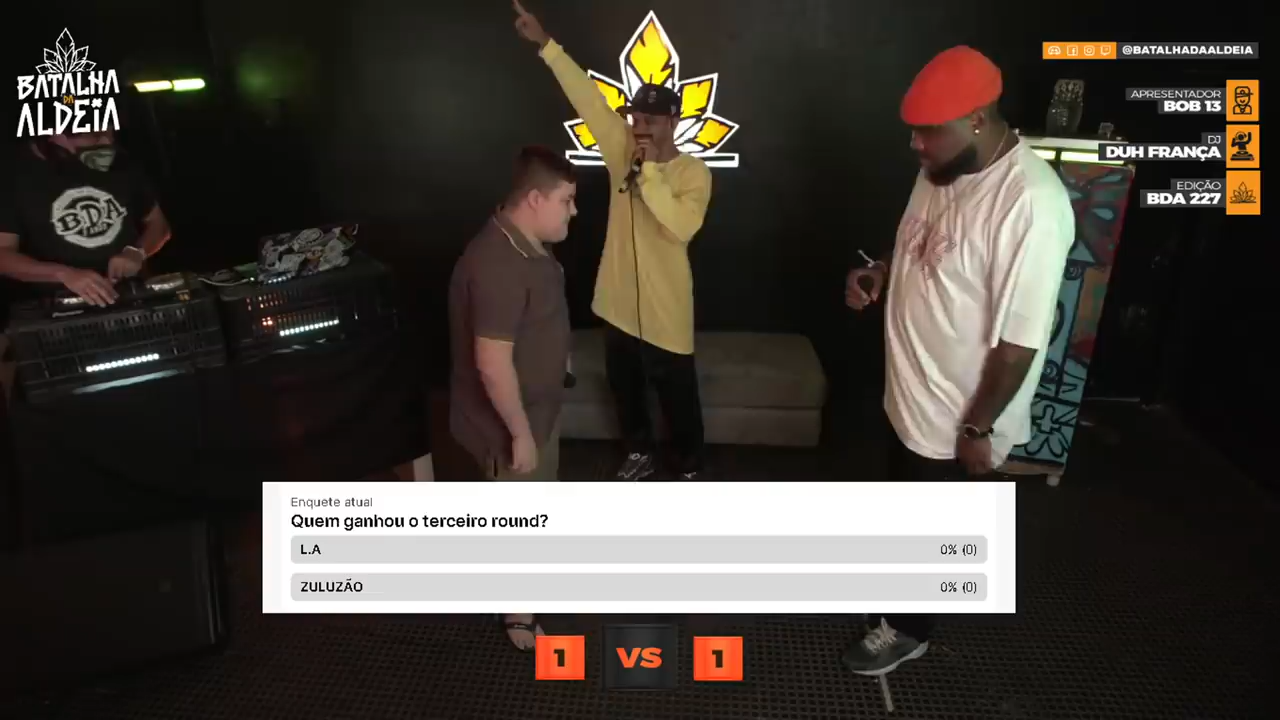 BATALHA
DA
ALDEIA
@BATALHADAALDEIA
APRESENTADOR
BOB 13
DJ
DUH FRANÇA
EDIÇÃO
BDA 227
BDA
Enquete atual
Quem ganhou o terceiro round?
L.A 0% (0)
ZULUZÃO 0% (0)
1 VS 1